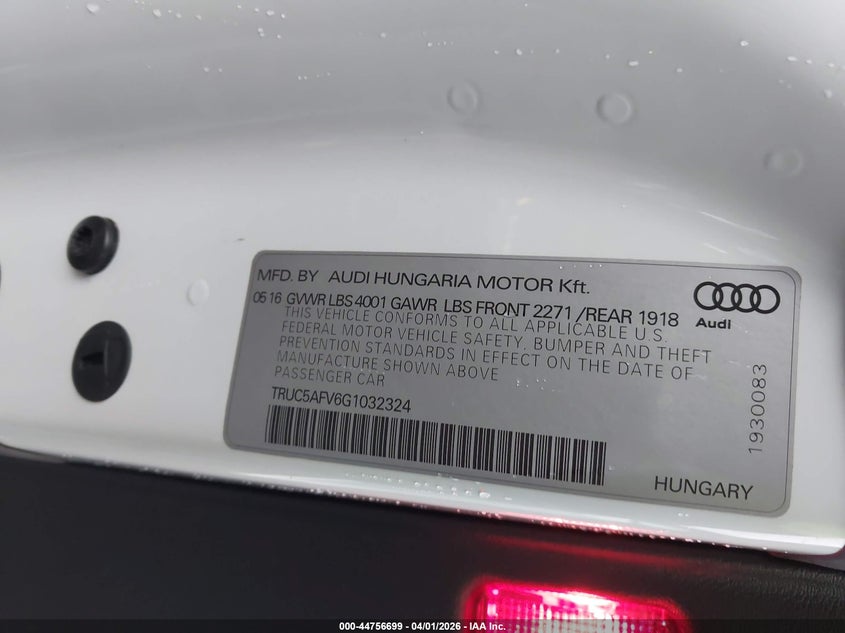 MFD. BY AUDI HUNGARIA MOTOR Kft.
0516 GVWR LBS 4001 GAWR LBS FRONT 2271 /REAR 1918
THIS VEHICLE CONFORMS TO ALL APPLICABLE U.S.
FEDERAL MOTOR VEHICLE SAFETY, BUMPER AND THEFT
PREVENTION STANDARDS IN EFFECT ON THE DATE OF
MANUFACTURE SHOWN ABOVE
PASSENGER CAR
TRUC5AFV6G1032324
Audi
1930083
HUNGARY
000-44756699 - 04/01/2026 - IAA Inc.